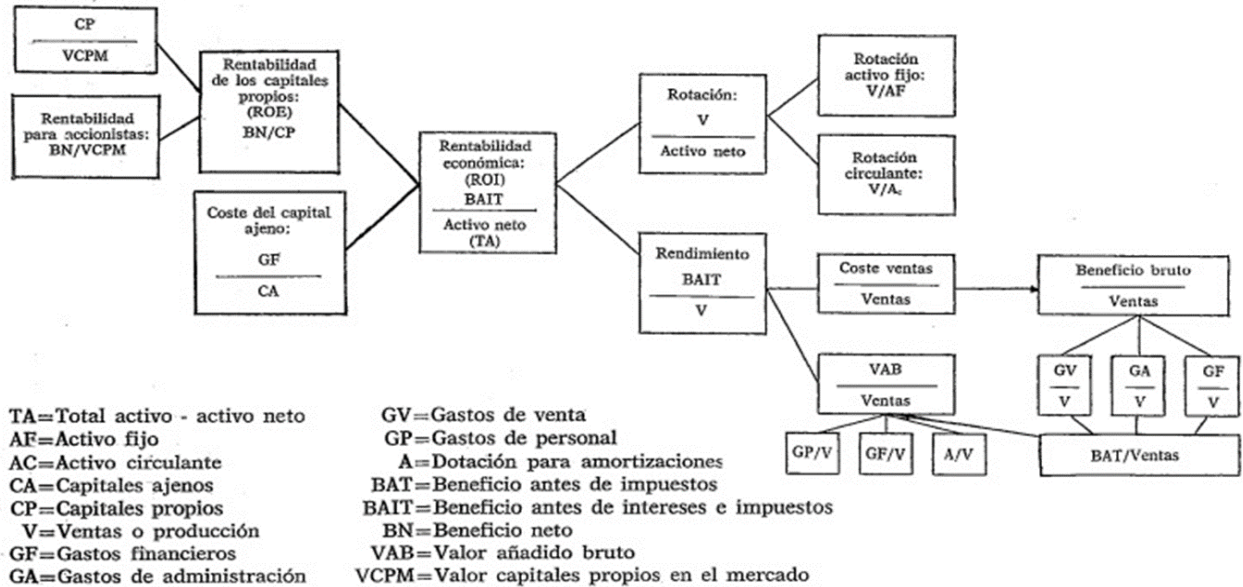 CP
VCPM
Rentabilidad
para accionistas:
BN/VCPM
Rentabilidad
de los capitales
propios:
(ROE)
BN/CP
Coste del capital
ajeno:
GF
CA
Rentabilidad
económica:
(ROI)
BAIT
Activo neto
(TA)
Rotación:
V
Activo neto
Rendimiento
BAIT
V
Rotación
activo fijo:
V/AF
Rotación
circulante:
V/Ac
Coste ventas
Ventas
Beneficio bruto
Ventas
VAB
Ventas
GV
V
GA
V
GF
V
GP/V
GF/V
A/V
BAT/Ventas
TA=Total activo - activo neto
AF=Activo fijo
AC=Activo circulante
CA=Capitales ajenos
CP=Capitales propios
V=Ventas o producción
GF=Gastos financieros
GA=Gastos de administración
GV=Gastos de venta
GP=Gastos de personal
A=Dotación para amortizaciones
BAT=Beneficio antes de impuestos
BAIT=Beneficio antes de intereses e impuestos
BN=Beneficio neto
VAB=Valor añadido bruto
VCPM=Valor capitales propios en el mercado